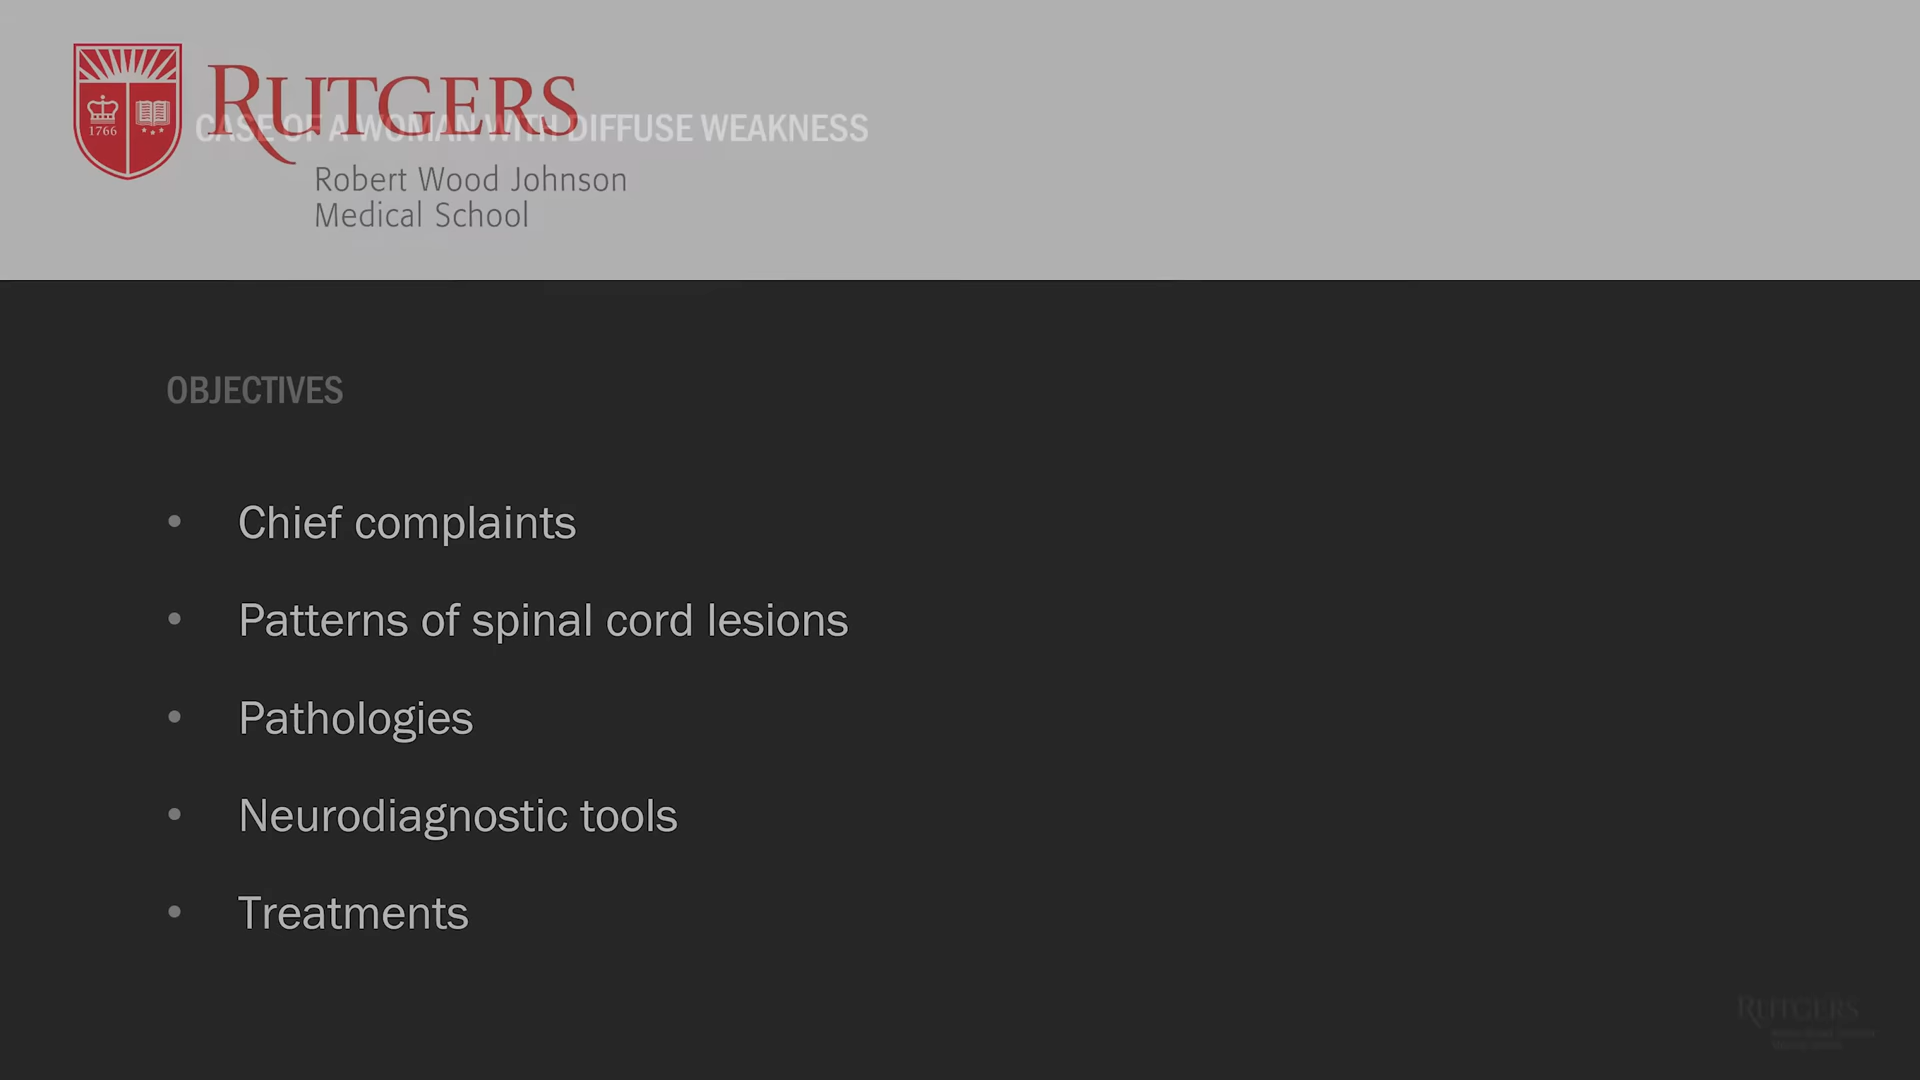 1766
RUTGERS
CASE OF A WOMAN WITH DIFFUSE WEAKNESS
Robert Wood Johnson
Medical School
OBJECTIVES
• Chief complaints
• Patterns of spinal cord lesions
• Pathologies
• Neurodiagnostic tools
• Treatments
RUTGERS